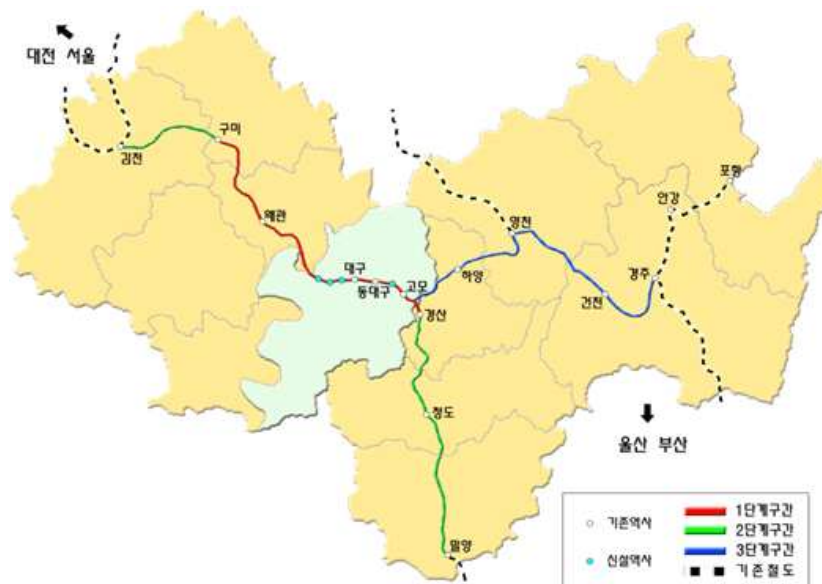 대전 서울
구미
김천
포항
안강
왜관
영천
대구
하양
경주
동대구
고모
건천
경산
청도
울산 부산
밀양
기존역사
신설역사
1단계구간
2단계구간
3단계구간
기존철도